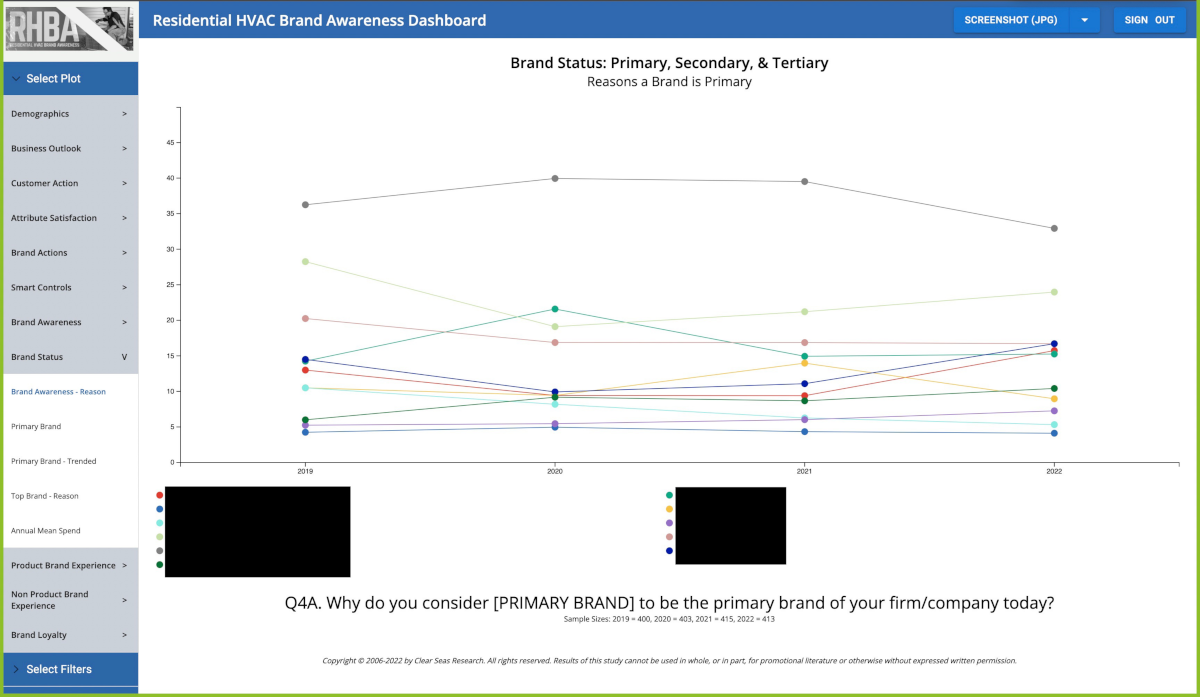 RHBA
RESIDENTIAL HVAC BRAND AWARENESS
Residential HVAC Brand Awareness Dashboard
SCREENSHOT (JPG)
SIGN OUT
Select Plot
Demographics >
Business Outlook >
Customer Action >
Attribute Satisfaction >
Brand Actions >
Smart Controls >
Brand Awareness >
Brand Status V
Brand Awareness - Reason
Primary Brand
Primary Brand - Trended
Top Brand - Reason
Annual Mean Spend
Product Brand Experience >
Non Product Brand
Experience >
Brand Loyalty >
Select Filters
Brand Status: Primary, Secondary, & Tertiary
Reasons a Brand is Primary
45
40
35
30
25
20
15
10
5
0
2019 2020 2021 2022
Q4A. Why do you consider [PRIMARY BRAND] to be the primary brand of your firm/company today?
Sample Sizes: 2019 = 400, 2020 = 403, 2021 = 415, 2022 = 413
Copyright © 2006-2022 by Clear Seas Research. All rights reserved. Results of this study cannot be used in whole, or in part, for promotional literature or otherwise without expressed written permission.